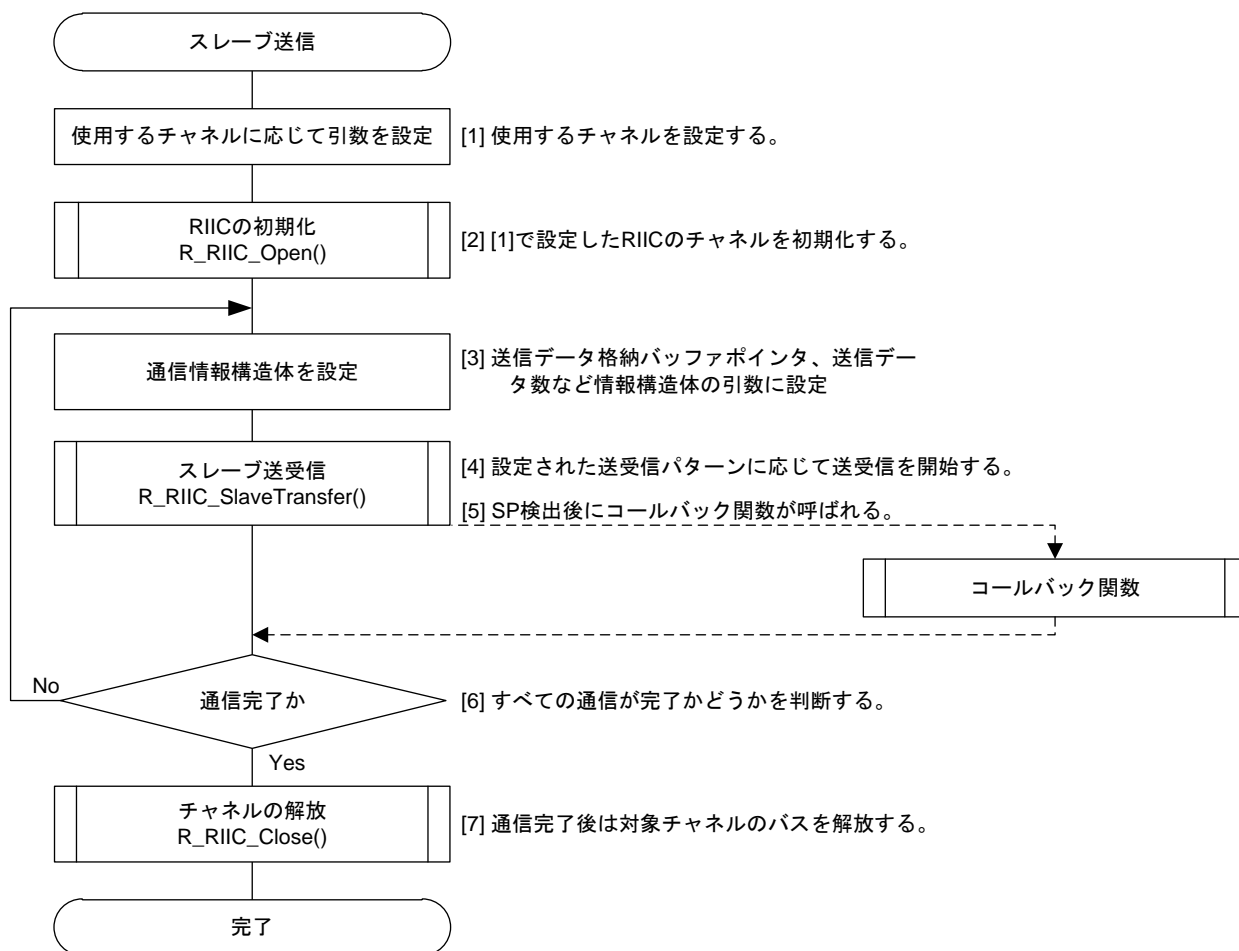 スレーブ送信
使用するチャネルに応じて引数を設定
[1] 使用するチャネルを設定する。
RIICの初期化
R_RIIC_Open()
[2] [1]で設定したRIICのチャネルを初期化する。
通信情報構造体を設定
[3] 送信データ格納バッファポインタ、送信デー
タ数など情報構造体の引数に設定
スレーブ送受信
R_RIIC_SlaveTransfer()
[4] 設定された送受信パターンに応じて送受信を開始する。
[5] SP検出後にコールバック関数が呼ばれる。
コールバック関数
No
通信完了か
[6] すべての通信が完了かどうかを判断する。
Yes
チャネルの解放
R_RIIC_Close()
[7] 通信完了後は対象チャネルのバスを解放する。
完了